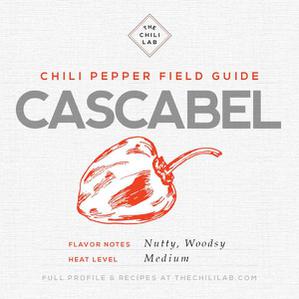 THE
CHILI
LAB
CHILI PEPPER FIELD GUIDE
CASCABEL
FLAVOR NOTES Nutty, Woodsy
HEAT LEVEL Medium
FULL PROFILE & RECIPES AT THECHILILAB.COM